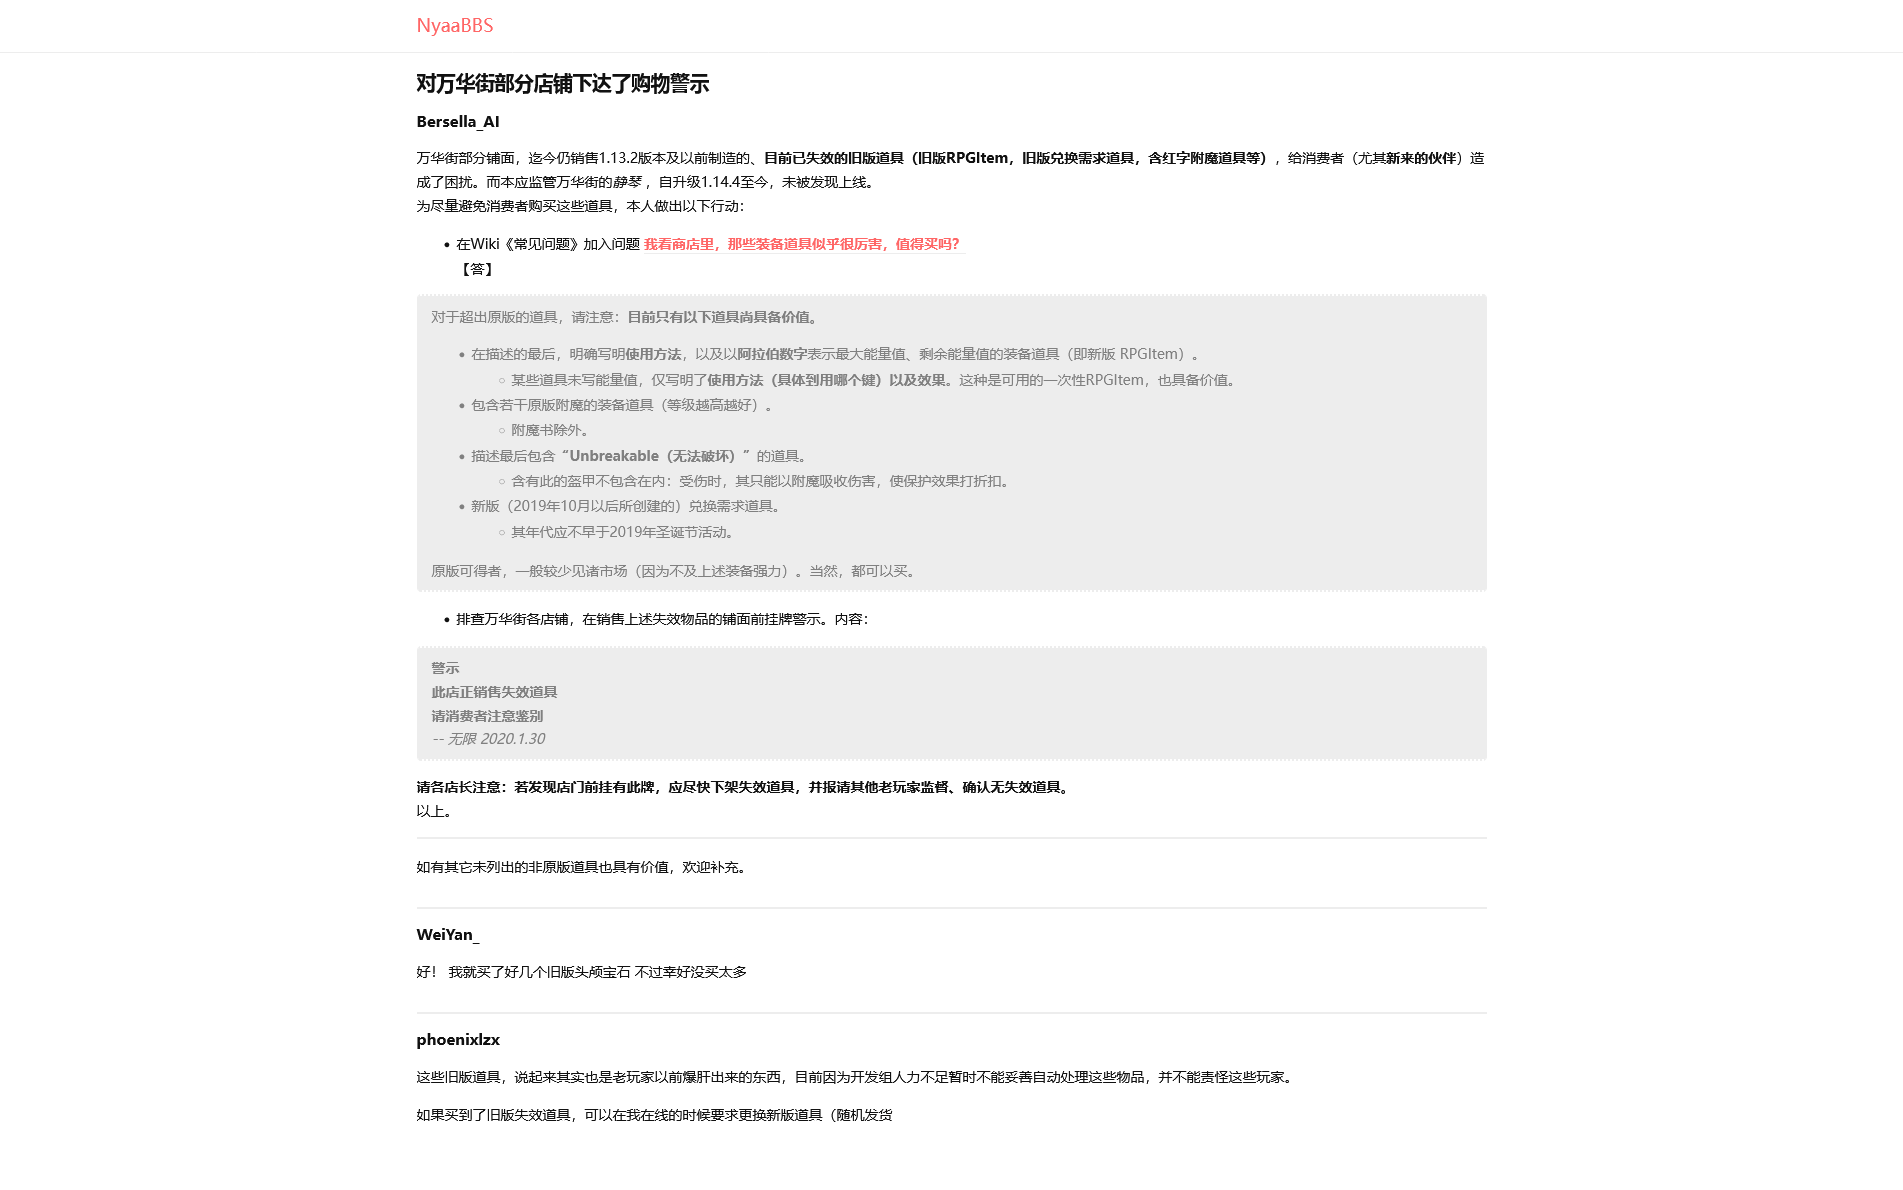 NyaaBBS
对万华街部分店铺下达了购物警示
Bersella_AI
万华街部分铺面，迄今仍销售1.13.2版本及以前制造的、目前已失效的旧版道具（旧版RPGItem，旧版兑换需求道具，含红字附魔道具等），给消费者（尤其新来的伙伴）造
成了困扰。而本应监管万华街的静琴，自升级1.14.4至今，未被发现上线。
为尽量避免消费者购买这些道具，本人做出以下行动：
• 在Wiki《常见问题》加入问题 我看商店里，那些装备道具似乎很厉害，值得买吗？
【答】
对于超出原版的道具，请注意：目前只有以下道具尚具备价值。
• 在描述的最后，明确写明使用方法，以及以阿拉伯数字表示最大能量值、剩余能量值的装备道具（即新版 RPGItem）。
○ 某些道具未写能量值，仅写明了使用方法（具体到用哪个键）以及效果。这种是可用的一次性RPGItem，也具备价值。
• 包含若干原版附魔的装备道具（等级越高越好）。
○ 附魔书除外。
• 描述最后包含“Unbreakable（无法破坏）”的道具。
○ 含有此的盔甲不包含在内：受伤时，其只能以附魔吸收伤害，使保护效果打折扣。
• 新版（2019年10月以后所创建的）兑换需求道具。
○ 其年代应不早于2019年圣诞节活动。
原版可得者，一般较少见诸市场（因为不及上述装备强力）。当然，都可以买。
• 排查万华街各店铺，在销售上述失效物品的铺面前挂牌警示。内容：
警示
此店正销售失效道具
请消费者注意鉴别
-- 无限 2020.1.30
请各店长注意：若发现店门前挂有此牌，应尽快下架失效道具，并报请其他老玩家监督、确认无失效道具。
以上。
如有其它未列出的非原版道具也具有价值，欢迎补充。
WeiYan_
好！ 我就买了好几个旧版头颅宝石 不过幸好没买太多
phoenixlzx
这些旧版道具，说起来其实也是老玩家以前爆肝出来的东西，目前因为开发组人力不足暂时不能妥善自动处理这些物品，并不能责怪这些玩家。
如果买到了旧版失效道具，可以在我在线的时候要求更换新版道具（随机发货